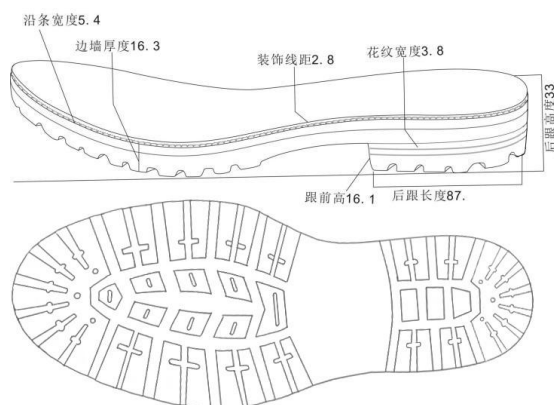 沿条宽度5.4
边墙厚度16.3
装饰线距2.8
花纹宽度3.8
后跟高度33
跟前高16.1
后跟长度87.